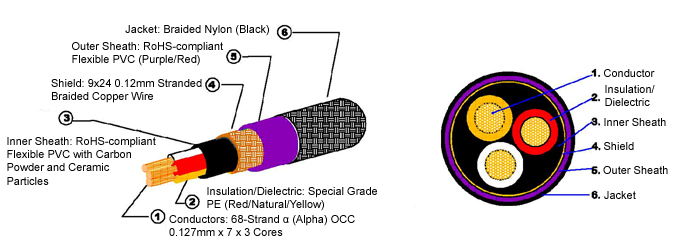 Jacket: Braided Nylon (Black)
6
Outer Sheath: RoHS-compliant
Flexible PVC (Purple/Red)
5
Shield: 9x24 0.12mm Stranded
Braided Copper Wire
4
3
Inner Sheath: RoHS-compliant
Flexible PVC with Carbon
Powder and Ceramic
Particles
Insulation/Dielectric: Special Grade
PE (Red/Natural/Yellow)
2
1
Conductors: 68-Strand α (Alpha) OCC
0.127mm x 7 x 3 Cores
1. Conductor
2. Insulation/
Dielectric
3. Inner Sheath
4. Shield
5. Outer Sheath
6. Jacket